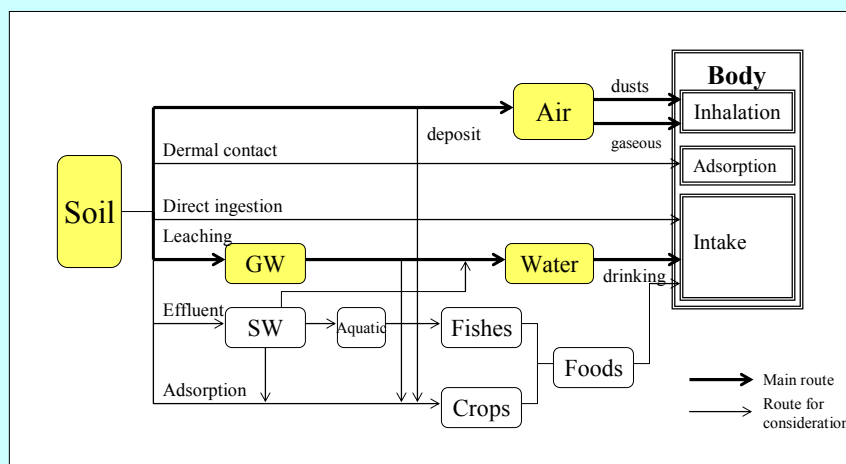 Body
dusts
Air
Inhalation
deposit
gaseous
Dermal contact
Adsorption
Soil
Direct ingestion
Leaching
Intake
GW
Water
drinking
Effluent
SW
Aquatic
Fishes
Foods
Adsorption
Crops
Main route
Route for
consideration